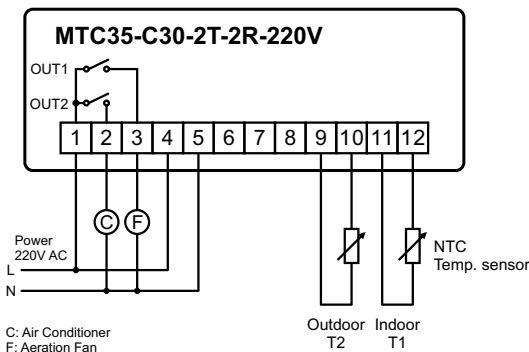 MTC35-C30-2T-2R-220V
OUT1
OUT2
1 2 3 4 5 6 7 8 9 10 11 12
C F
Power
220V AC
L
N
NTC
Temp. sensor
Outdoor Indoor
T2 T1
C: Air Conditioner
F: Aeration Fan